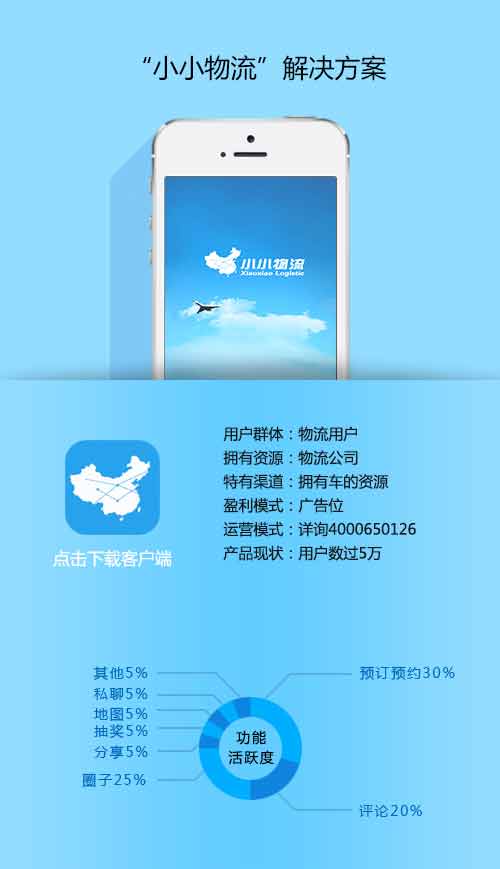 “小小物流”解决方案
小小物流
Xiaoxiao Logistic
用户群体：物流用户
拥有资源：物流公司
特有渠道：拥有车的资源
盈利模式：广告位
运营模式：详询4000650126
产品现状：用户数过5万
点击下载客户端
其他5%
私聊5%
地图5%
抽奖5%
分享5%
圈子25%
预订预约30%
评论20%
功能
活跃度